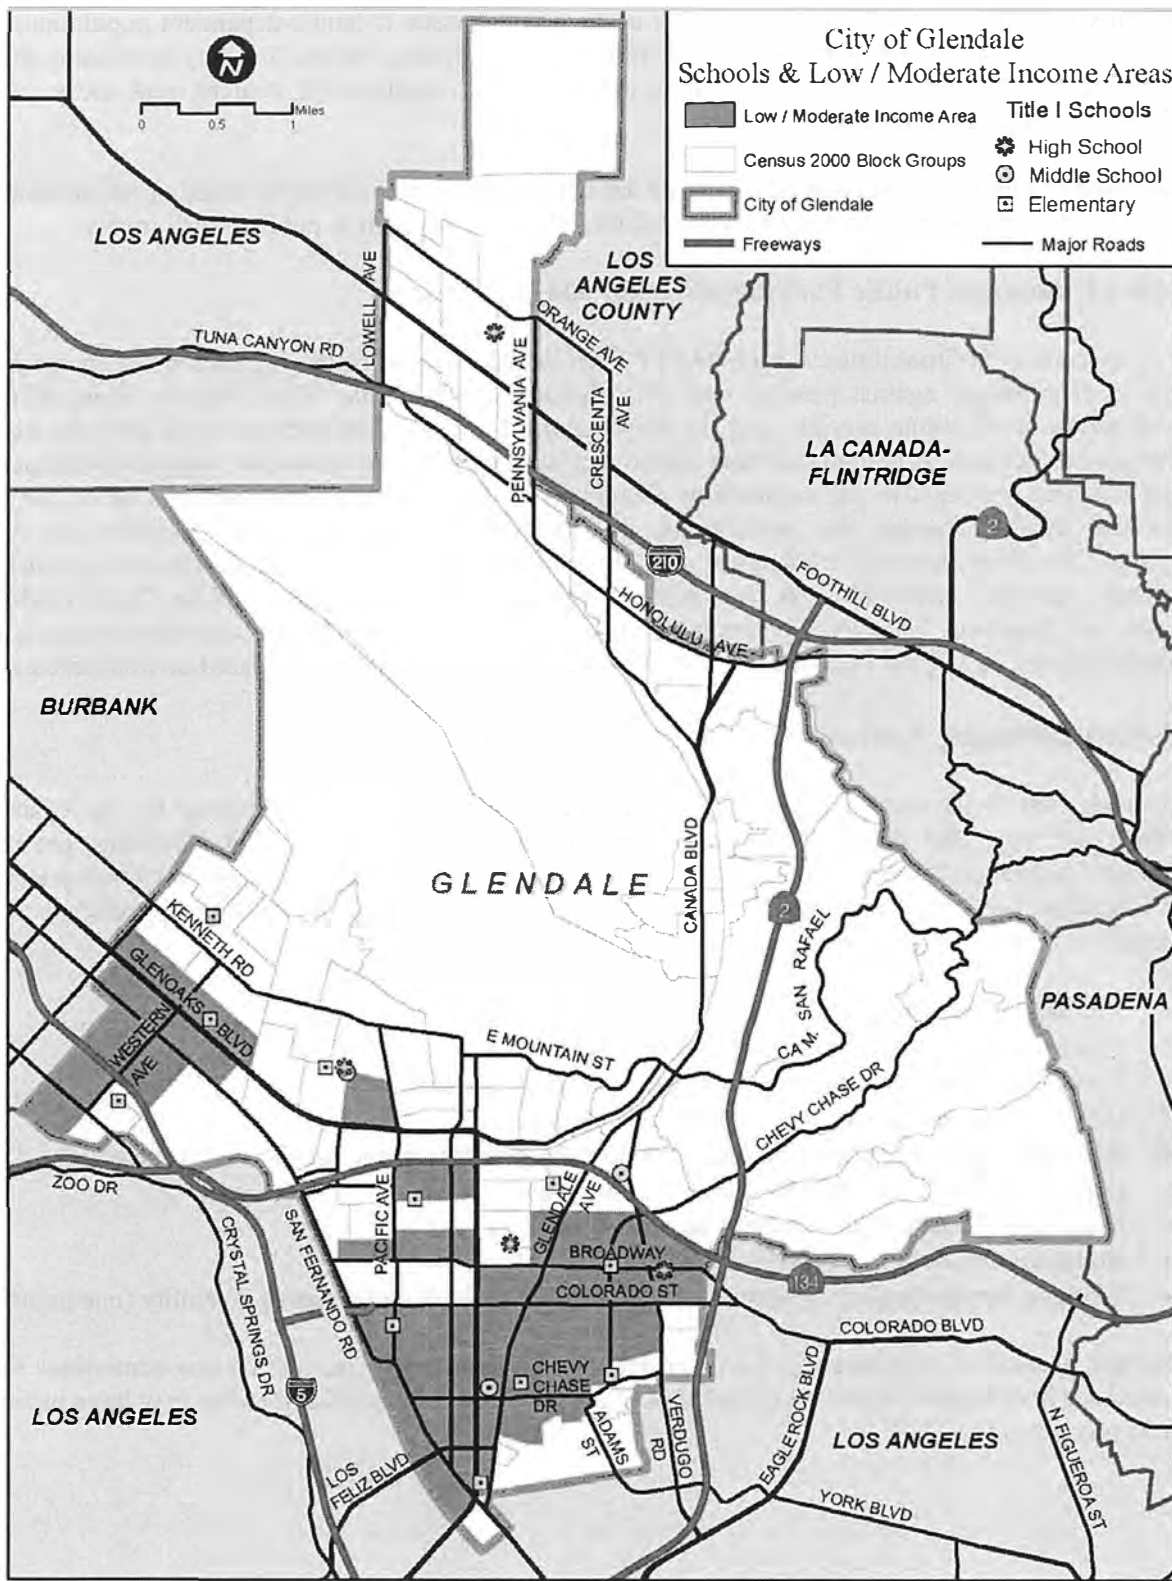 City of Glendale
Schools & Low / Moderate Income Areas
Low / Moderate Income Area
Census 2000 Block Groups
City of Glendale
Freeways
Title I Schools
High School
Middle School
Elementary
Major Roads
N
Miles
0 0.5 1
LOS ANGELES
LOWELL AVE
TUNA CANYON RD
LOS
ANGELES
COUNTY
ORANGE AVE
PENNSYLVANIA AVE
CRESCENTA
AVE
LA CANADA-
FLINTRIDGE
2
210
FOOTHILL BLVD
HONOLULU AVE
BURBANK
GLENDALE
CANADA BLVD
2
CAM. SAN RAFAEL
PASADENA
KENNETH RD
GLENOAKS BLVD
WESTERN
AVE
E MOUNTAIN ST
CHEVY CHASE DR
ZOO DR
CRYSTAL SPRINGS DR
SAN FERNANDO RD
PACIFIC AVE
GLENDALE
AVE
BROADWAY
COLORADO ST
134
COLORADO BLVD
CHEVY
CHASE
DR
5
LOS ANGELES
LOS
FELIZ BLVD
ADAMS
ST
VERDUGO
RD
EAGLE ROCK BLVD
LOS ANGELES
YORK BLVD
N FIGUEROA ST